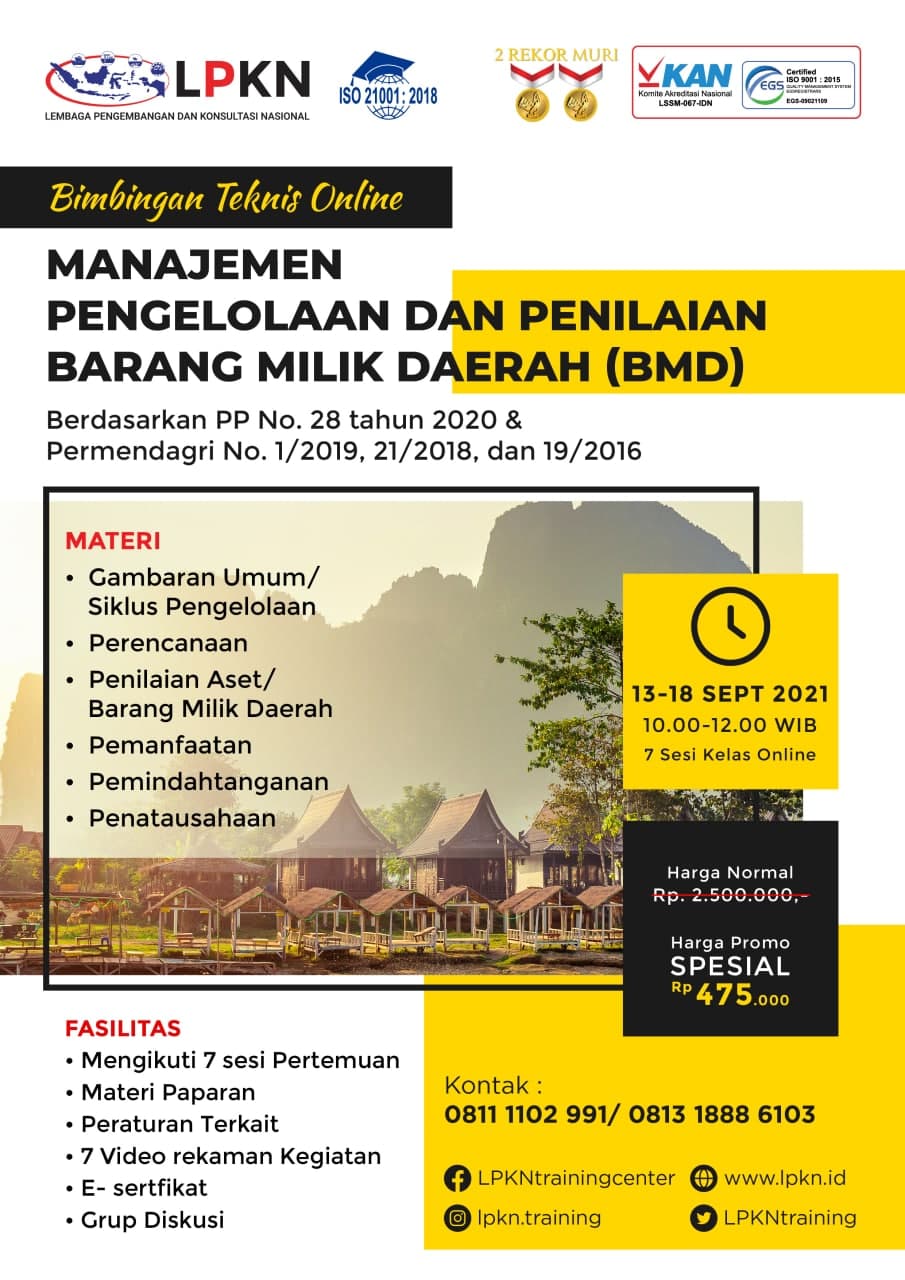 LPKN
LEMBAGA PENGEMBANGAN DAN KONSULTASI NASIONAL
ISO 21001 : 2018
2 REKOR MURI
KAN
Komite Akreditasi Nasional
LSSM-067-IDN
EGS
Certified
ISO 9001 : 2015
QUALITY MANAGEMENT SYSTEM
EGS-09021109
Bimbingan Teknis Online
MANAJEMEN
PENGELOLAAN DAN PENILAIAN
BARANG MILIK DAERAH (BMD)
Berdasarkan PP No. 28 tahun 2020 &
Permendagri No. 1/2019, 21/2018, dan 19/2016
MATERI
• Gambaran Umum/
Siklus Pengelolaan
• Perencanaan
• Penilaian Aset/
Barang Milik Daerah
• Pemanfaatan
• Pemindahtanganan
• Penatausahaan
13-18 SEPT 2021
10.00-12.00 WIB
7 Sesi Kelas Online
Harga Normal
Rp. 2.500.000,-
Harga Promo
SPESIAL
Rp 475.000
FASILITAS
• Mengikuti 7 sesi Pertemuan
• Materi Paparan
• Peraturan Terkait
• 7 Video rekaman Kegiatan
• E- sertfikat
• Grup Diskusi
Kontak :
0811 1102 991/ 0813 1888 6103
LPKNtrainingcenter
www.lpkn.id
lpkn.training
LPKNtraining